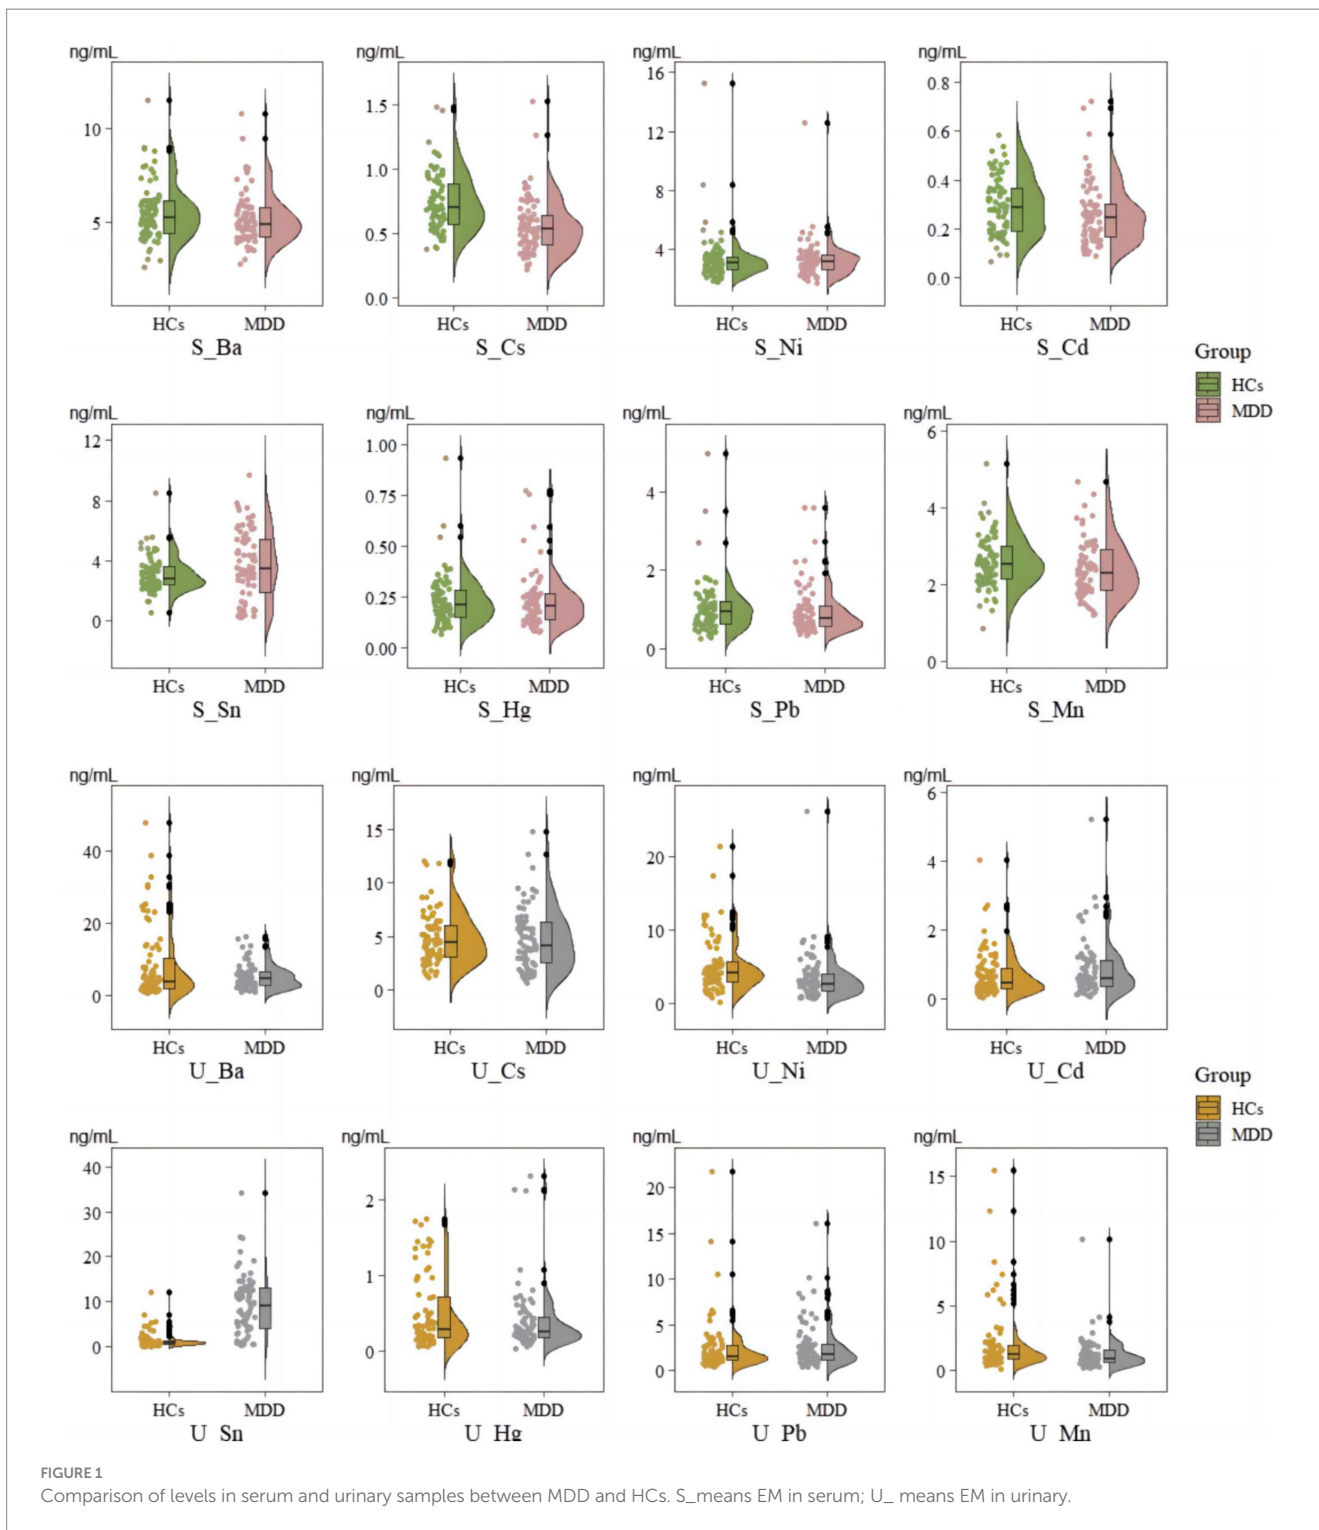 ng/mL ng/mL ng/mL ng/mL
10 5
1.5 1.0 0.5 0.0
16 12 8 4
0.8 0.6 0.4 0.2 0.0
HCs MDD HCs MDD HCs MDD HCs MDD
S_Ba S_Cs S_Ni S_Cd
Group
HCs
MDD
ng/mL ng/mL ng/mL ng/mL
12 8 4 0
1.00 0.75 0.50 0.25 0.00
4 2 0
6 4 2 0
HCs MDD HCs MDD HCs MDD HCs MDD
S_Sn S_Hg S_Pb S_Mn
ng/mL ng/mL ng/mL ng/mL
40 20 0
15 10 5 0
20 10 0
6 4 2 0
HCs MDD HCs MDD HCs MDD HCs MDD
U_Ba U_Cs U_Ni U_Cd
Group
HCs
MDD
ng/mL ng/mL ng/mL ng/mL
40 30 20 10 0
2 1 0
20 15 10 5 0
15 10 5 0
HCs MDD HCs MDD HCs MDD HCs MDD
U_Sn U_Hg U_Pb U_Mn
FIGURE 1
Comparison of levels in serum and urinary samples between MDD and HCs. S_means EM in serum; U_ means EM in urinary.